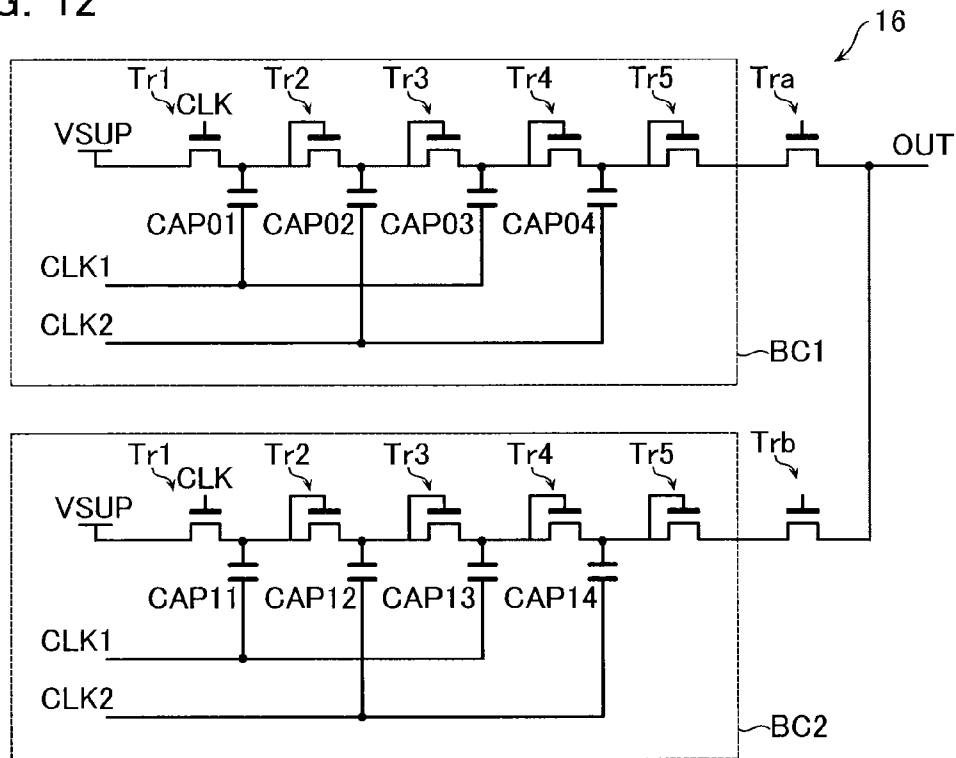 G. 12
16
Tr1 Tr2 Tr3 Tr4 Tr5 Tra
CLK
VSUP
OUT
CAP01 CAP02 CAP03 CAP04
CLK1
CLK2
BC1
Tr1 Tr2 Tr3 Tr4 Tr5 Trb
CLK
VSUP
CAP11 CAP12 CAP13 CAP14
CLK1
CLK2
BC2